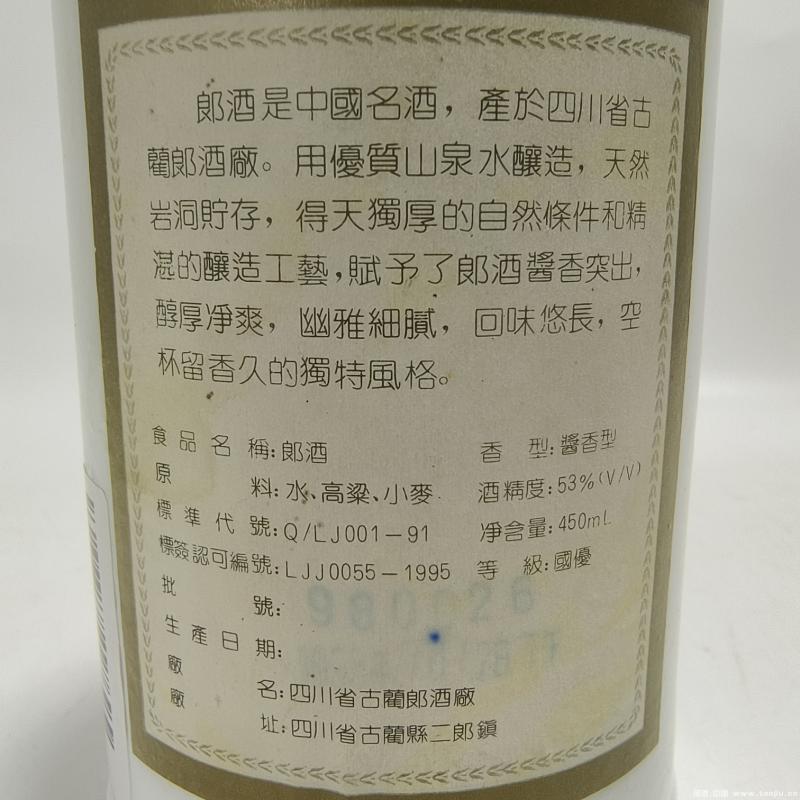 郎酒是中國名酒，產於四川省古
藺郎酒廠。用優質山泉水釀造，天然
岩洞貯存，得天獨厚的自然條件和精
湛的釀造工藝，賦予了郎酒醬香突出，
醇厚净爽，幽雅細膩，回味悠長，空
杯留香久的獨特風格。
食品名稱：郎酒 香型：醬香型
原料：水、高粱、小麥 酒精度：53%(V/V)
標準代號：Q/LJ001－91 净含量：450mL
標簽認可編號：LJJ0055－1995 等級：國優
批號：
生產日期：
廠名：四川省古藺郎酒廠
廠址：四川省古藺縣二郎鎮